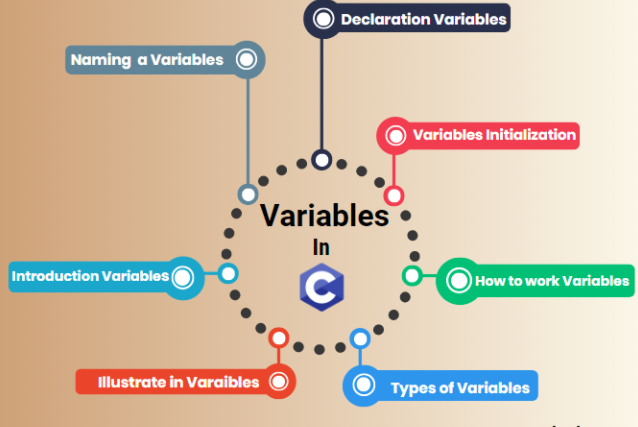 Declaration Variables
Naming a Variables
Variables Initialization
Variables
In
C
Introduction Variables
How to work Variables
Illustrate in Varaibles
Types of Variables